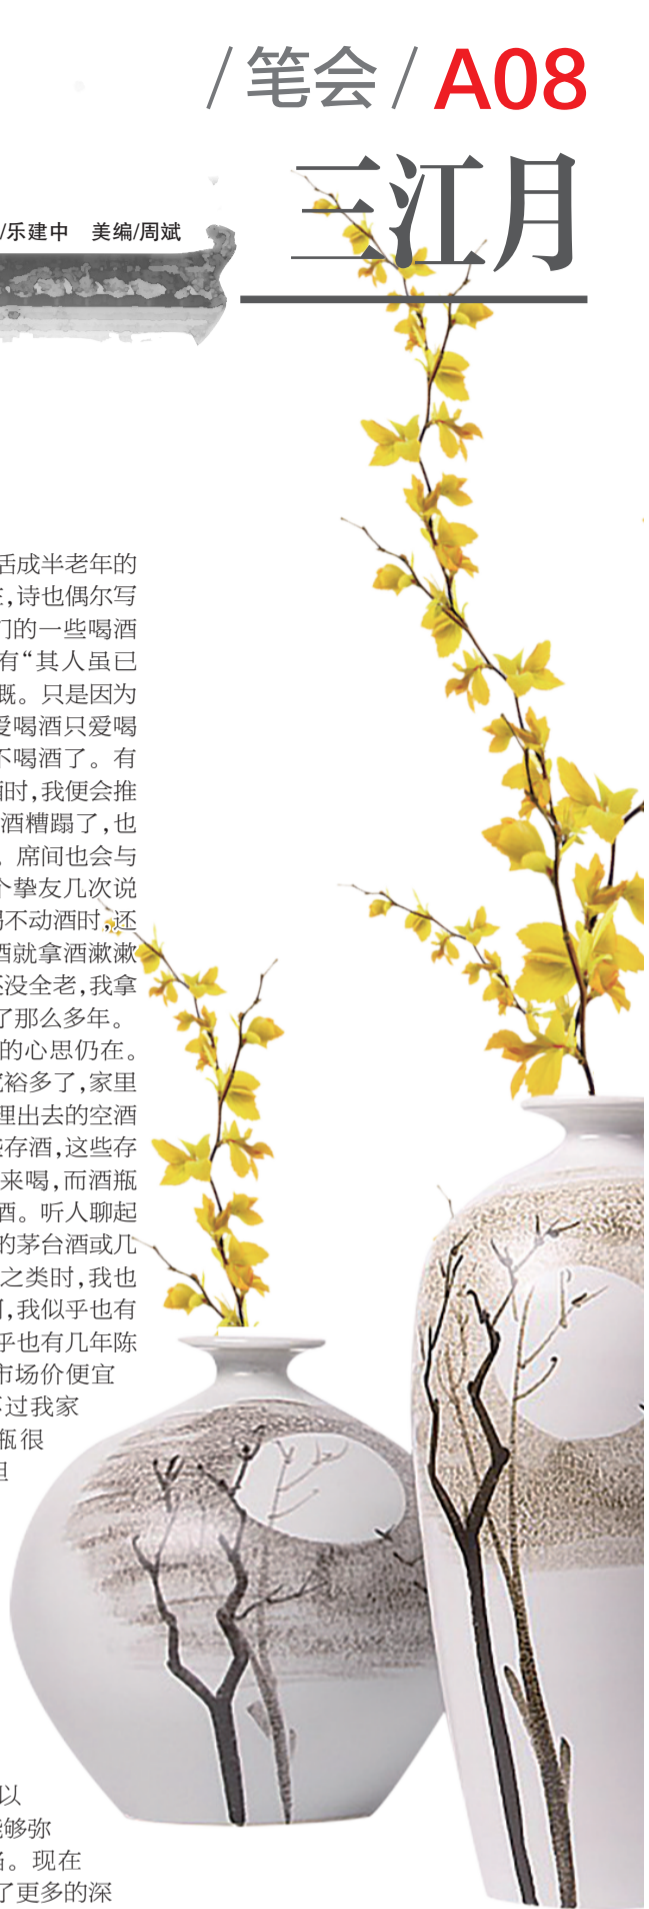 /笔会/ A08
三江月
/乐建中 美编/周斌
活成半老年的
,诗也偶尔写
们的一些喝酒
有“其人虽已
慨。只是因为
爱喝酒只爱喝
不喝酒了。有
酒时,我便会推
酒糟蹋了,也
。席间也会与
个挚友几次说
喝不动酒时,还
酒就拿酒漱漱
还没全老,我拿
了那么多年。
的心思仍在。
裕多了,家里
理出去的空酒
些存酒,这些存
来喝,而酒瓶
酒。听人聊起
的茅台酒或几
之类时,我也
,我似乎也有
乎也有几年陈
市场价便宜
不过我家
瓶很
但
以
能够弥
。现在
了更多的深